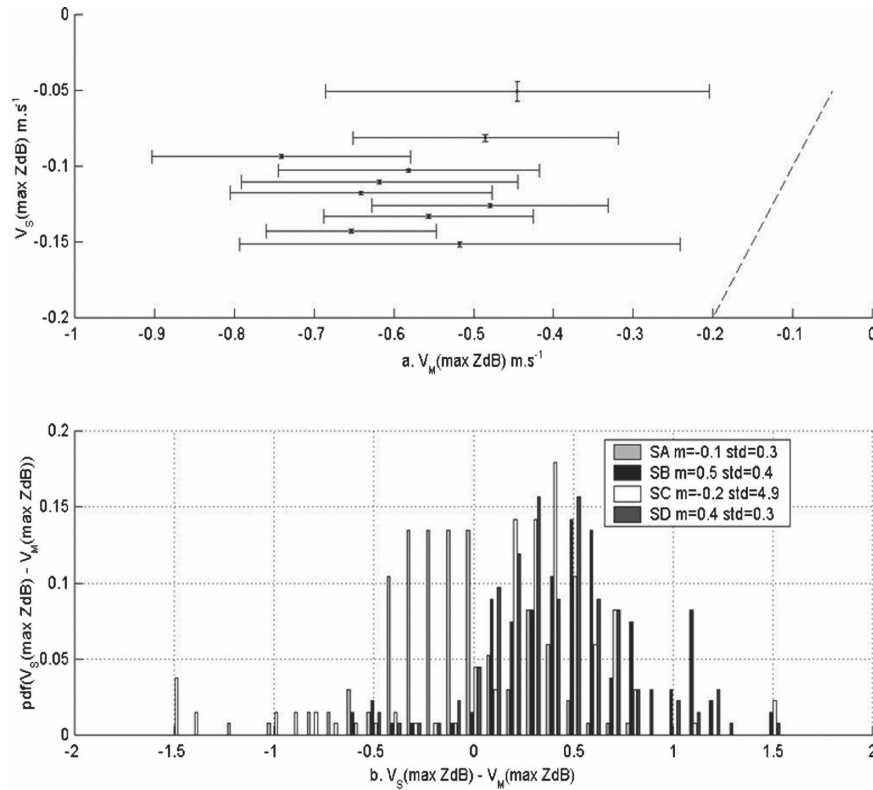 0
-0.05
-0.1
-0.15
-0.2
V_S(max ZdB) m.s⁻¹
-1 -0.9 -0.8 -0.7 -0.6 -0.5 -0.4 -0.3 -0.2 -0.1 0
a. V_M(max ZdB) m.s⁻¹
0.2
0.15
0.1
0.05
0
pdf(V_S(max ZdB) - V_M(max ZdB))
SA m=-0.1 std=0.3
SB m=0.5 std=0.4
SC m=-0.2 std=4.9
SD m=0.4 std=0.3
-2 -1.5 -1 -0.5 0 0.5 1 1.5 2
b. V_S(max ZdB) - V_M(max ZdB)